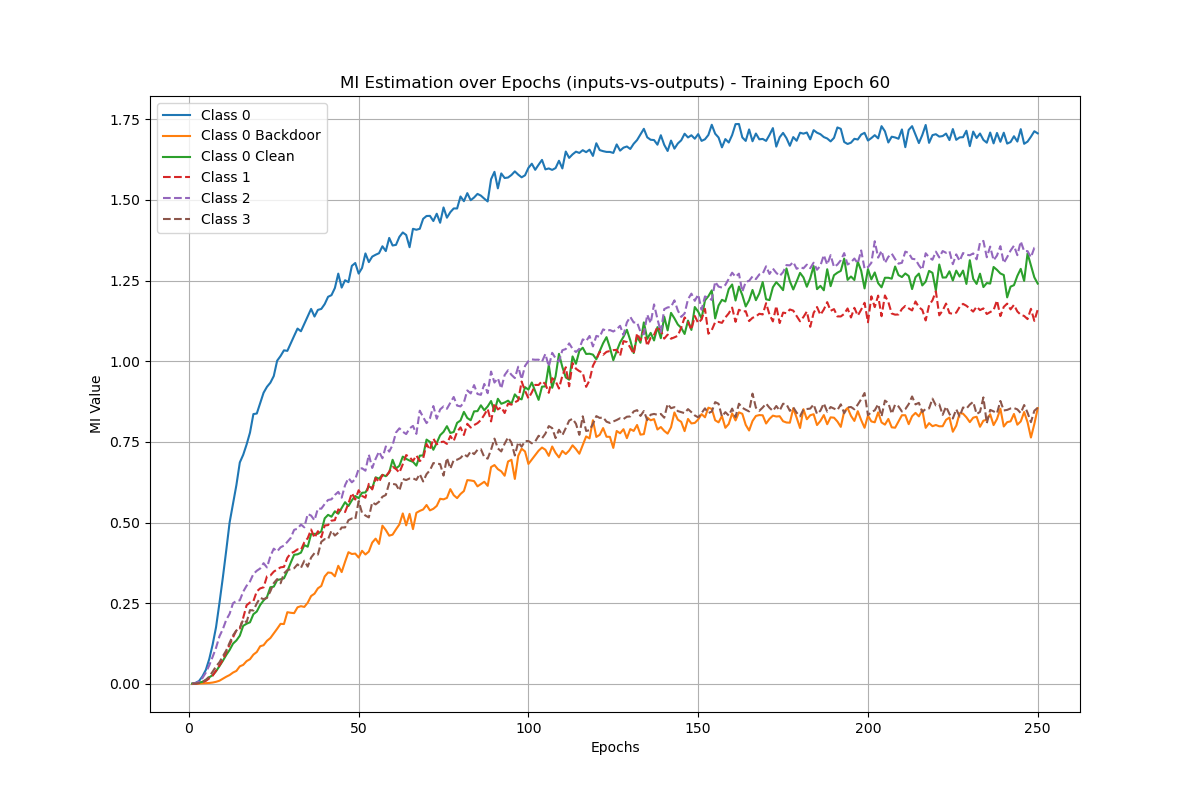 MI Estimation over Epochs (inputs-vs-outputs) - Training Epoch 60
Class 0
Class 0 Backdoor
Class 0 Clean
Class 1
Class 2
Class 3
MI Value
1.75
1.50
1.25
1.00
0.75
0.50
0.25
0.00
0
50
100
150
200
250
Epochs